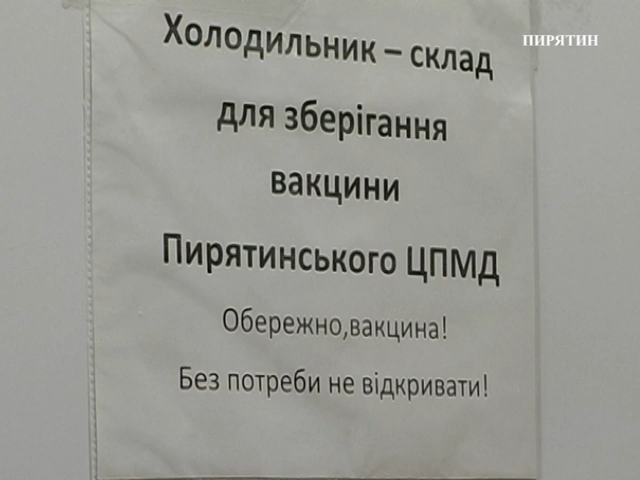 ПИРЯТИН
Холодильник – склад
для зберігання
вакцини
Пирятинського ЦПМД
Обережно,вакцина!
Без потреби не відкривати!